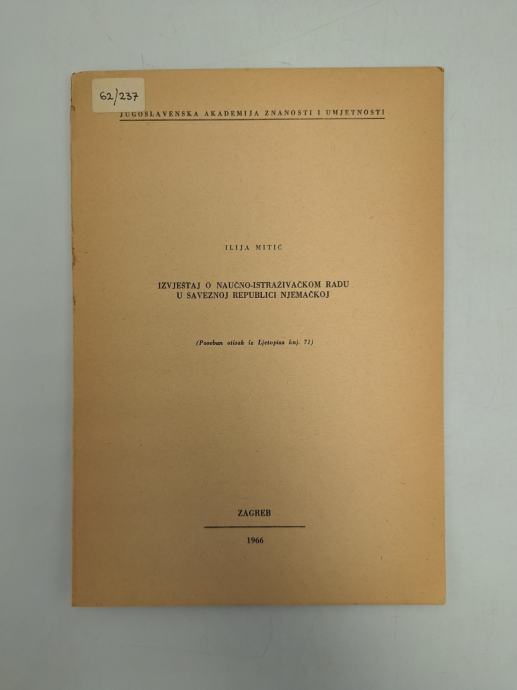 62/237
JUGOSLAVENSKA AKADEMIJA ZNANOSTI I UMJETNOSTI
ILIJA MITIĆ
IZVJEŠTAJ O NAUČNO-ISTRAŽIVAČKOM RADU
U SAVEZNOJ REPUBLICI NJEMAČKOJ
(Poseban otisak iz Ljetopisa knj. 71)
ZAGREB
1966